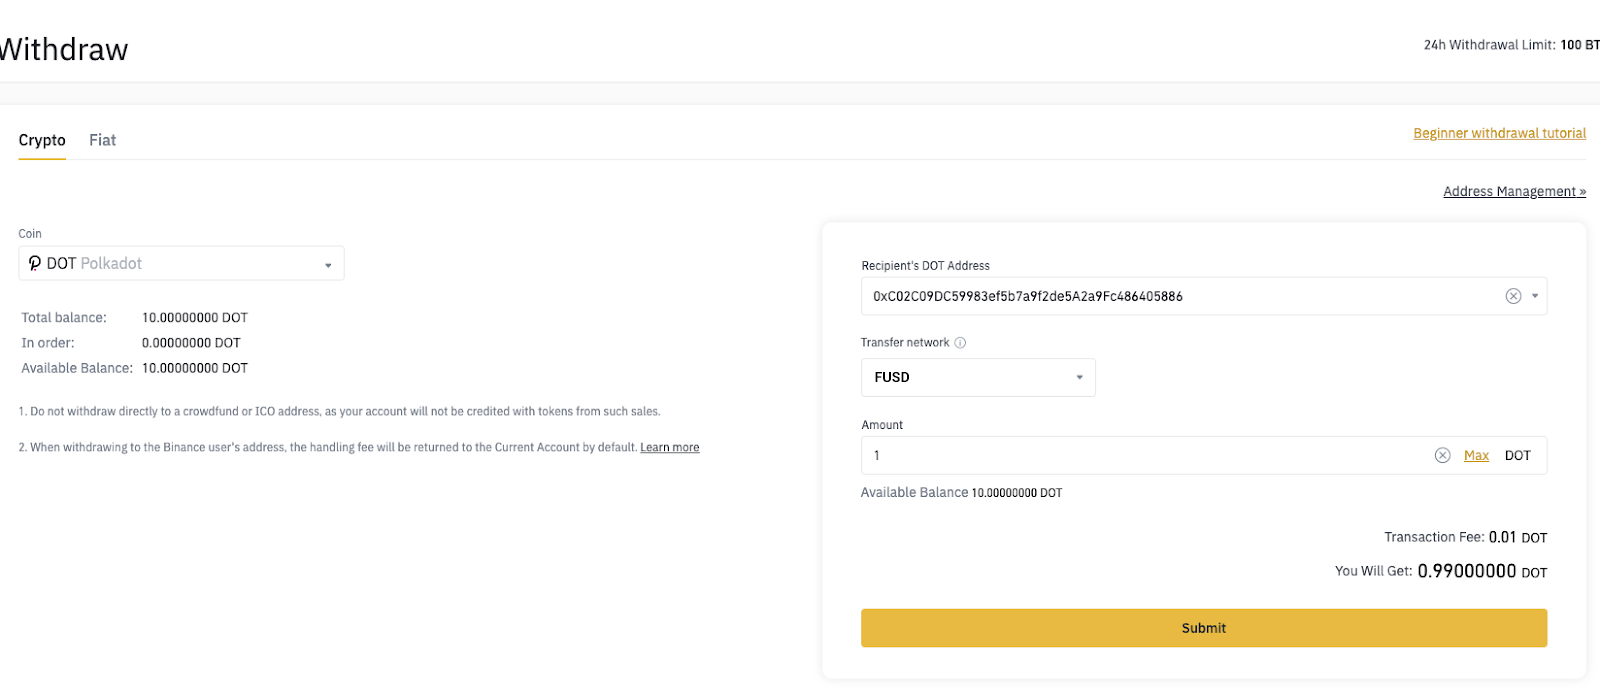 Withdraw
24h Withdrawal Limit: 100 BT
Crypto Fiat
Beginner withdrawal tutorial
Address Management »
Coin
DOT Polkadot
Total balance: 10.00000000 DOT
In order: 0.00000000 DOT
Available Balance: 10.00000000 DOT
1. Do not withdraw directly to a crowdfund or ICO address, as your account will not be credited with tokens from such sales.
2. When withdrawing to the Binance user's address, the handling fee will be returned to the Current Account by default. Learn more
Recipient's DOT Address
0xC02C09DC59983ef5b7a9f2de5A2a9Fc486405886
Transfer network
FUSD
Amount
1 Max DOT
Available Balance 10.00000000 DOT
Transaction Fee: 0.01 DOT
You Will Get: 0.99000000 DOT
Submit